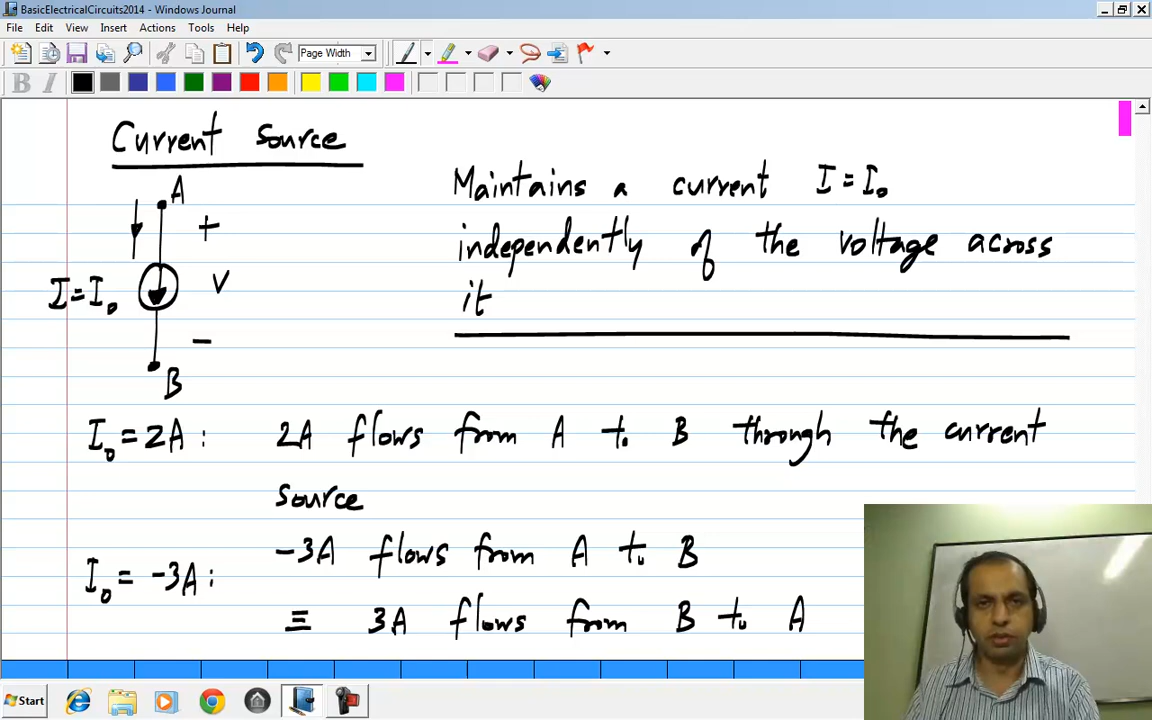 BasicElectricalCircuits2014 - Windows Journal
File Edit View Insert Actions Tools Help
Page Width
B I
Current source
A
+
Maintains a current I = I₀
independently of the voltage across
it
I = I₀
V
-
B
I₀ = 2A : 2A flows from A to B through the current
source
I₀ = -3A : -3A flows from A to B
≡ 3A flows from B to A
Start